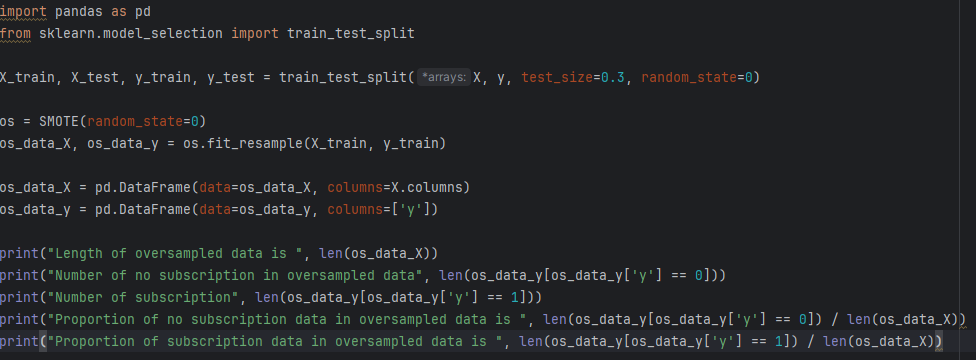 import pandas as pd
from sklearn.model_selection import train_test_split
X_train, X_test, y_train, y_test = train_test_split( *arrays: X, y, test_size=0.3, random_state=0)
os = SMOTE(random_state=0)
os_data_X, os_data_y = os.fit_resample(X_train, y_train)
os_data_X = pd.DataFrame(data=os_data_X, columns=X.columns)
os_data_y = pd.DataFrame(data=os_data_y, columns=['y'])
print("Length of oversampled data is ", len(os_data_X))
print("Number of no subscription in oversampled data", len(os_data_y[os_data_y['y'] == 0]))
print("Number of subscription", len(os_data_y[os_data_y['y'] == 1]))
print("Proportion of no subscription data in oversampled data is ", len(os_data_y[os_data_y['y'] == 0]) / len(os_data_X))
print("Proportion of subscription data in oversampled data is ", len(os_data_y[os_data_y['y'] == 1]) / len(os_data_X))